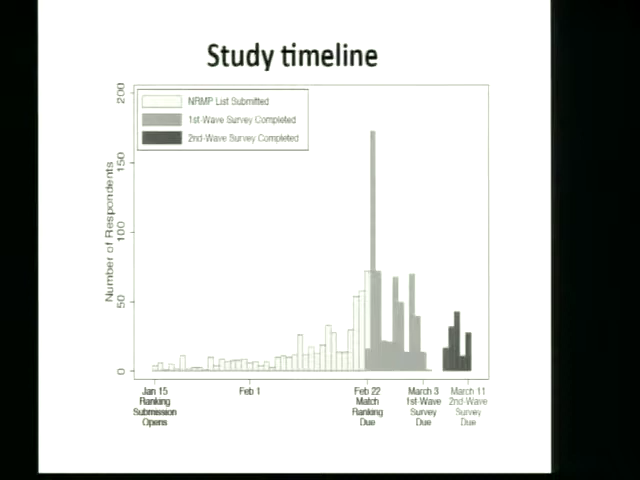 Study timeline
NRMP List Submitted
1st-Wave Survey Completed
2nd-Wave Survey Completed
Number of Respondents
200
150
100
50
0
Jan 15
Ranking
Submission
Opens
Feb 1
Feb 22
Match
Ranking
Due
March 3
1st-Wave
Survey
Due
March 11
2nd-Wave
Survey
Due